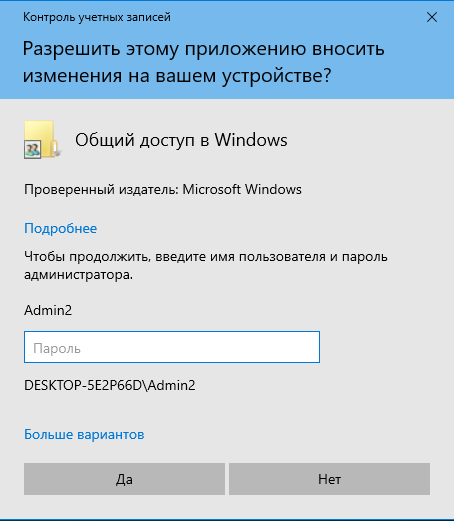 Контроль учетных записей
Разрешить этому приложению вносить
изменения на вашем устройстве?
Общий доступ в Windows
Проверенный издатель: Microsoft Windows
Подробнее
Чтобы продолжить, введите имя пользователя и пароль
администратора.
Admin2
Пароль
DESKTOP-5E2P66D\Admin2
Больше вариантов
Да
Нет